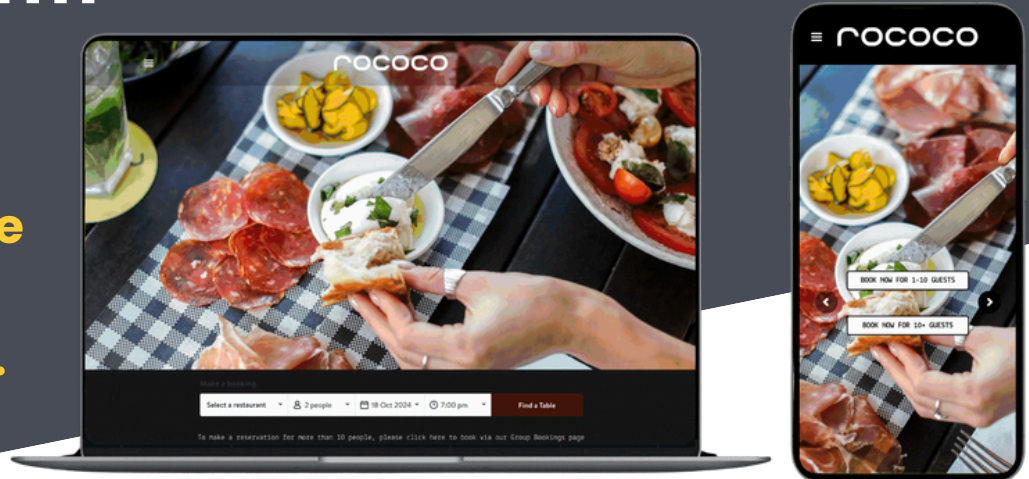 rococo
Make a booking
Select a restaurant 2 people 18 Oct 2024 7:00 pm Find a Table
To make a reservation for more than 10 people, please click here to book via our Group Bookings page
rococo
BOOK NOW FOR 1-10 GUESTS
BOOK NOW FOR 10+ GUESTS
e
.